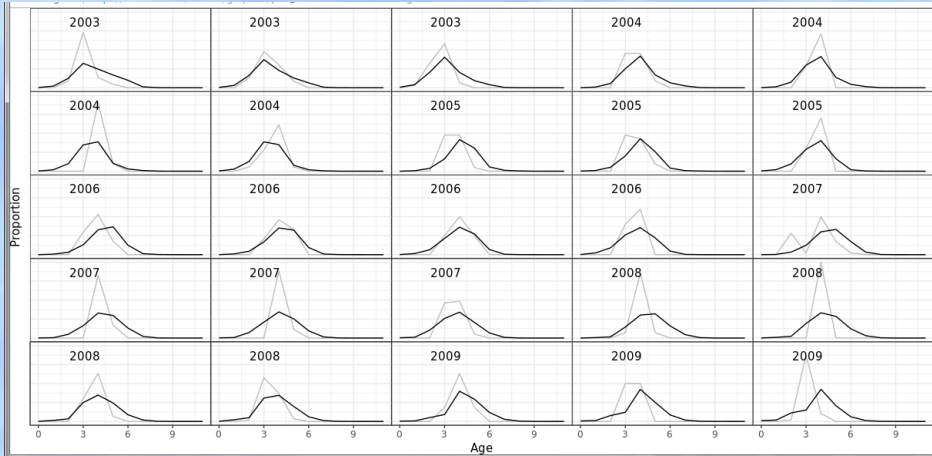 2003 2003 2003 2004 2004
2004 2004 2005 2005 2005
2006 2006 2006 2006 2007
2007 2007 2007 2008 2008
2008 2008 2009 2009 2009
Proportion
0 3 6 9 0 3 6 9 0 3 6 9 0 3 6 9 0 3 6 9
Age